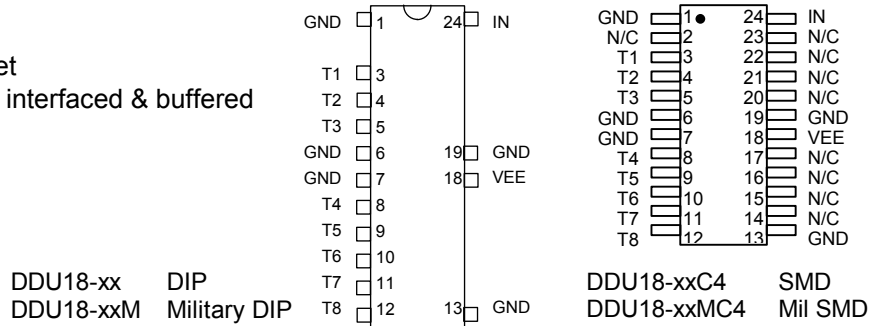 et
interfaced & buffered
GND 1 24 IN
T1 3
T2 4
T3 5
GND 6 19 GND
GND 7 18 VEE
T4 8
T5 9
T6 10
T7 11
T8 12 13 GND
DDU18-xx DIP
DDU18-xxM Military DIP
GND 1 24 IN
N/C 2 23 N/C
T1 3 22 N/C
T2 4 21 N/C
T3 5 20 N/C
GND 6 19 GND
GND 7 18 VEE
T4 8 17 N/C
T5 9 16 N/C
T6 10 15 N/C
T7 11 14 N/C
T8 12 13 GND
DDU18-xxC4 SMD
DDU18-xxMC4 Mil SMD